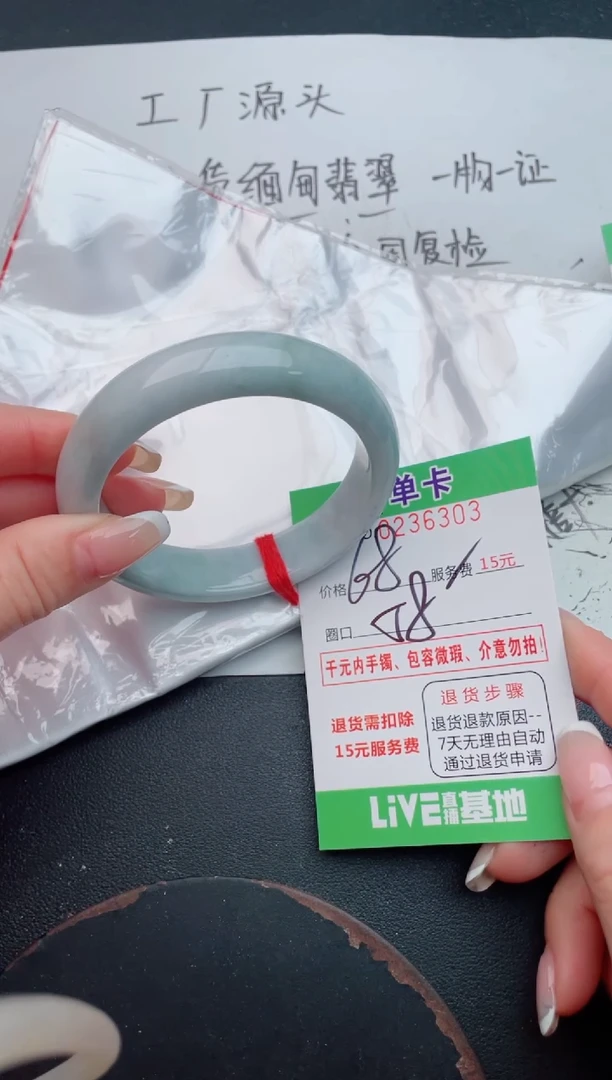 工厂源头
货缅甸翡翠 一物一证
国复检
单卡
0236303
价格 68 服务费 15元
圈口 58
千元内手镯、包容微瑕、介意勿拍!
退货需扣除
15元服务费
退货步骤
退货退款原因--
7天无理由自动
通过退货申请
LiVE直播基地